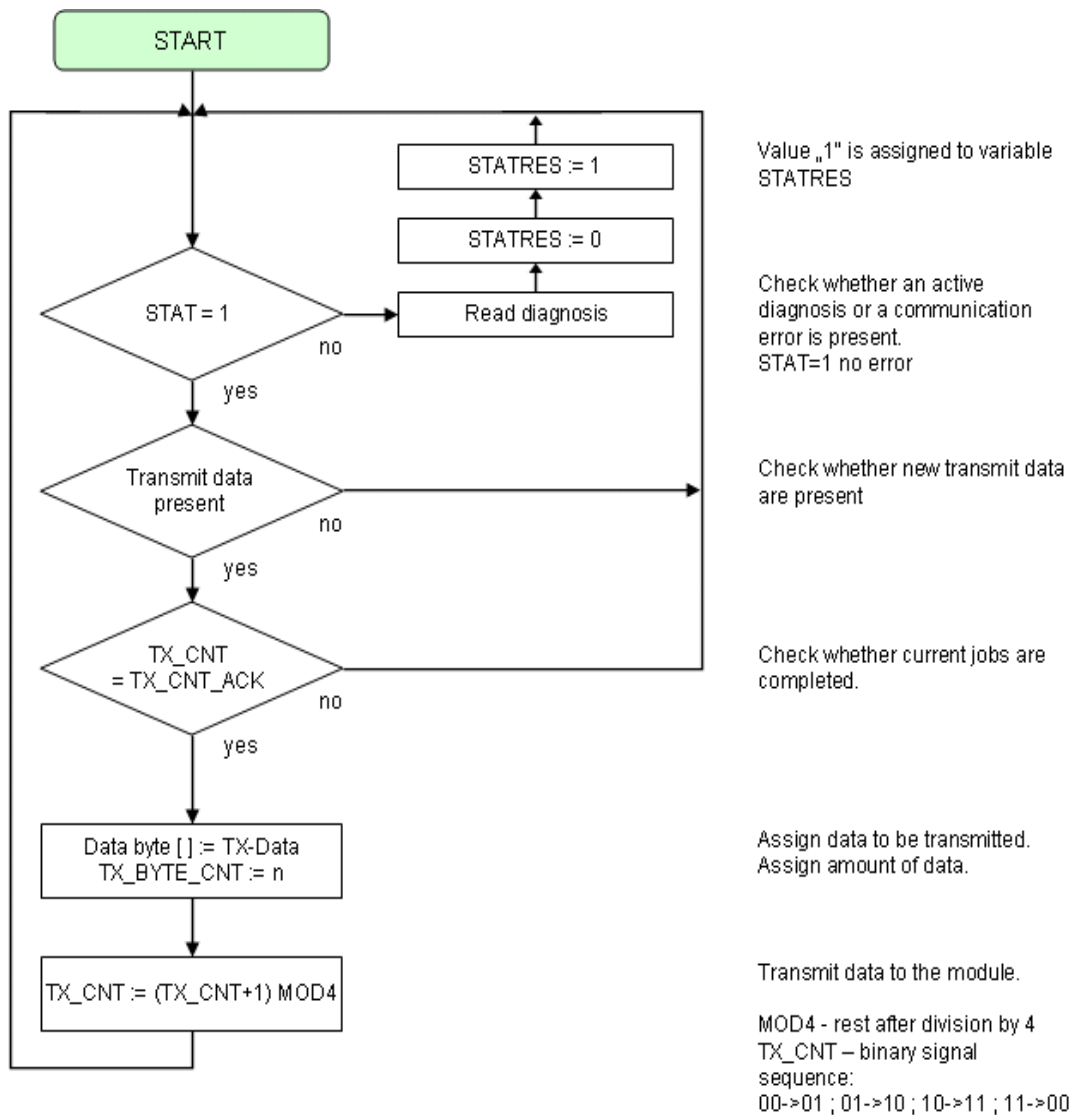 START
STATRES := 1
Value „1" is assigned to variable
STATRES
STATRES := 0
STAT = 1
no
yes
Read diagnosis
Check whether an active
diagnosis or a communication
error is present.
STAT=1 no error
Transmit data
present
no
yes
Check whether new transmit data
are present
TX_CNT
= TX_CNT_ACK
no
yes
Check whether current jobs are
completed.
Data byte [ ] := TX-Data
TX_BYTE_CNT := n
Assign data to be transmitted.
Assign amount of data.
TX_CNT := (TX_CNT+1) MOD4
Transmit data to the module.
MOD4 - rest after division by 4
TX_CNT – binary signal
sequence:
00->01 ; 01->10 ; 10->11 ; 11->00